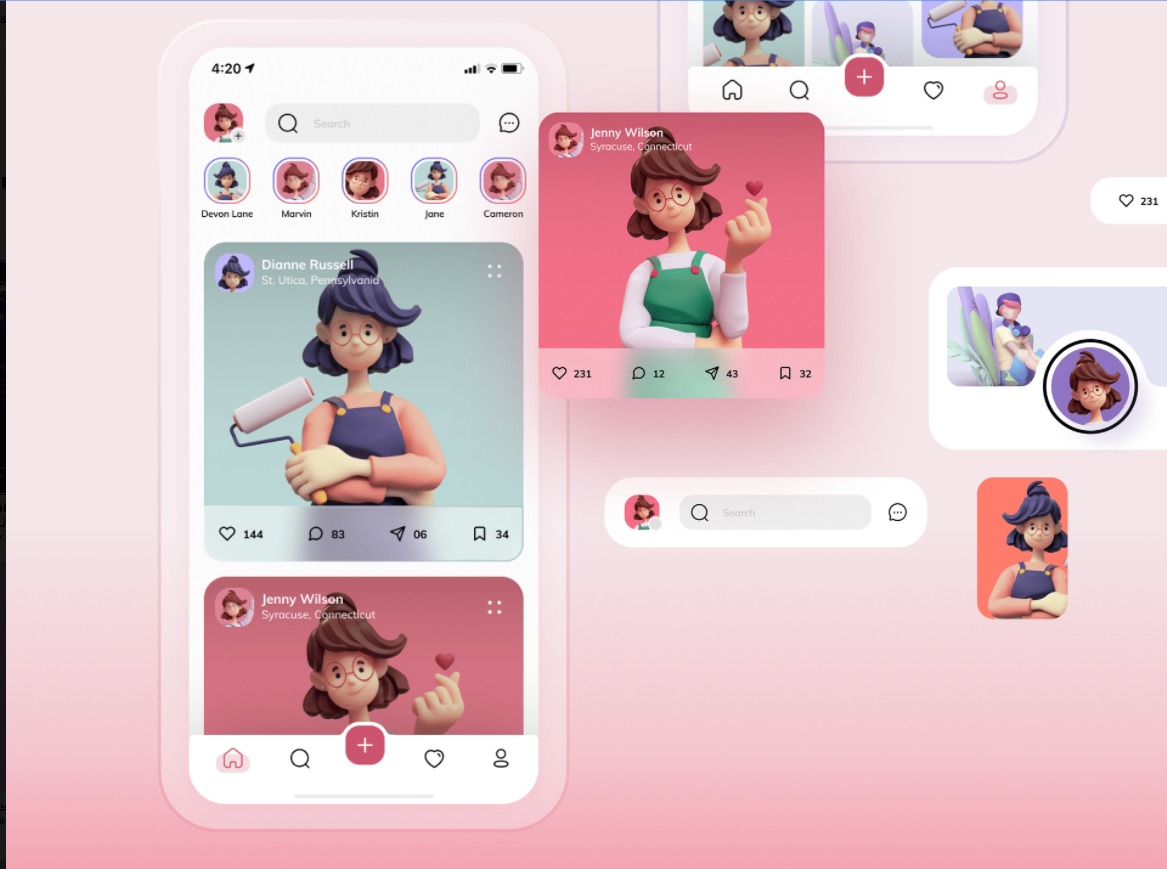 4:20
Search
Devon Lane
Marvin
Kristin
Jane
Cameron
Dianne Russell
St. Utica, Pennsylvania
144
83
06
34
Jenny Wilson
Syracuse, Connecticut
Jenny Wilson
Syracuse, Connecticut
231
12
43
32
231
Search